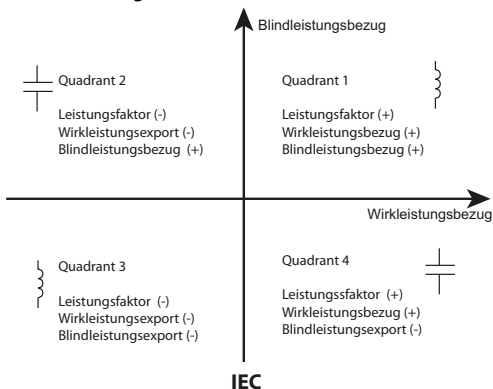 Blindleistungsbezug
Quadrant 2
Leistungsfaktor (-)
Wirkleistungsexport (-)
Blindleistungsbezug (+)
Quadrant 1
Leistungsfaktor (+)
Wirkleistungsbezug (+)
Blindleistungsbezug (+)
Wirkleistungsbezug
Quadrant 3
Leistungsfaktor (-)
Wirkleistungsexport (-)
Blindleistungsexport (-)
Quadrant 4
Leistungssfaktor (+)
Wirkleistungsbezug (+)
Blindleistungsexport (-)
IEC